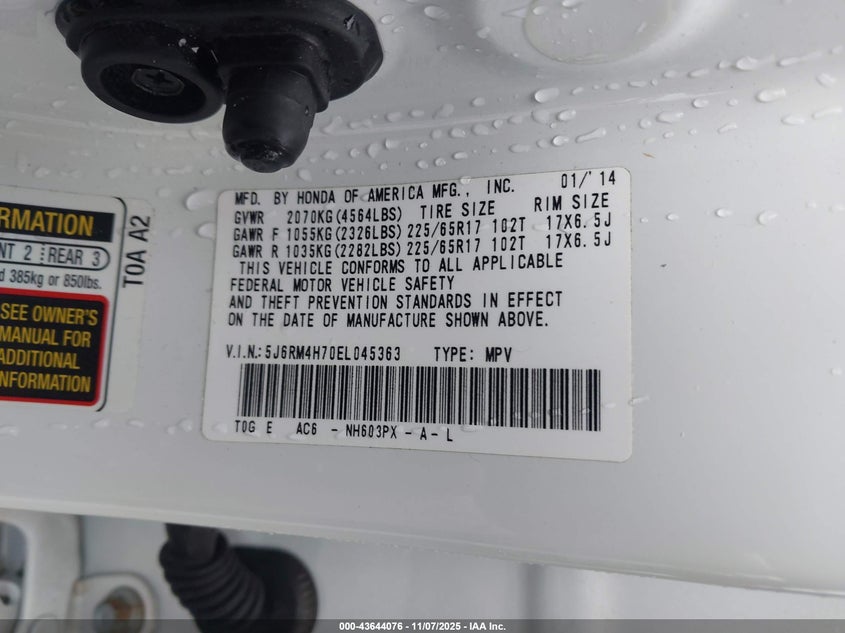 MFD. BY HONDA OF AMERICA MFG., INC. 01/'14
GVWR 2070KG(4564LBS) TIRE SIZE RIM SIZE
GAWR F 1055KG(2326LBS) 225/65R17 102T 17X6.5J
GAWR R 1035KG(2282LBS) 225/65R17 102T 17X6.5J
THIS VEHICLE CONFORMS TO ALL APPLICABLE
FEDERAL MOTOR VEHICLE SAFETY
AND THEFT PREVENTION STANDARDS IN EFFECT
ON THE DATE OF MANUFACTURE SHOWN ABOVE.
V.I.N.:5J6RM4H70EL045363 TYPE: MPV
TOG E AC6 - NH603PX - A - L
RMATION
NT 2 REAR 3
d 385kg or 850lbs.
SEE OWNER'S
MANUAL FOR
ADDITIONAL
INFORMATION
T0A A2
000-43644076 - 11/07/2025 - IAA Inc.